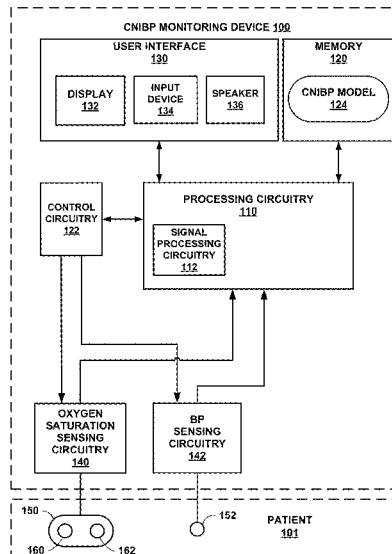 CNIBP MONITORING DEVICE 100
USER INTERFACE
130
DISPLAY
132
INPUT
DEVICE
134
SPEAKER
136
MEMORY
120
CNIBP MODEL
124
CONTROL
CIRCUITRY
122
PROCESSING CIRCUITRY
110
SIGNAL
PROCESSING
CIRCUITRY
112
OXYGEN
SATURATION
SENSING
CIRCUITRY
140
BP
SENSING
CIRCUITRY
142
150
160
162
152
PATIENT
101